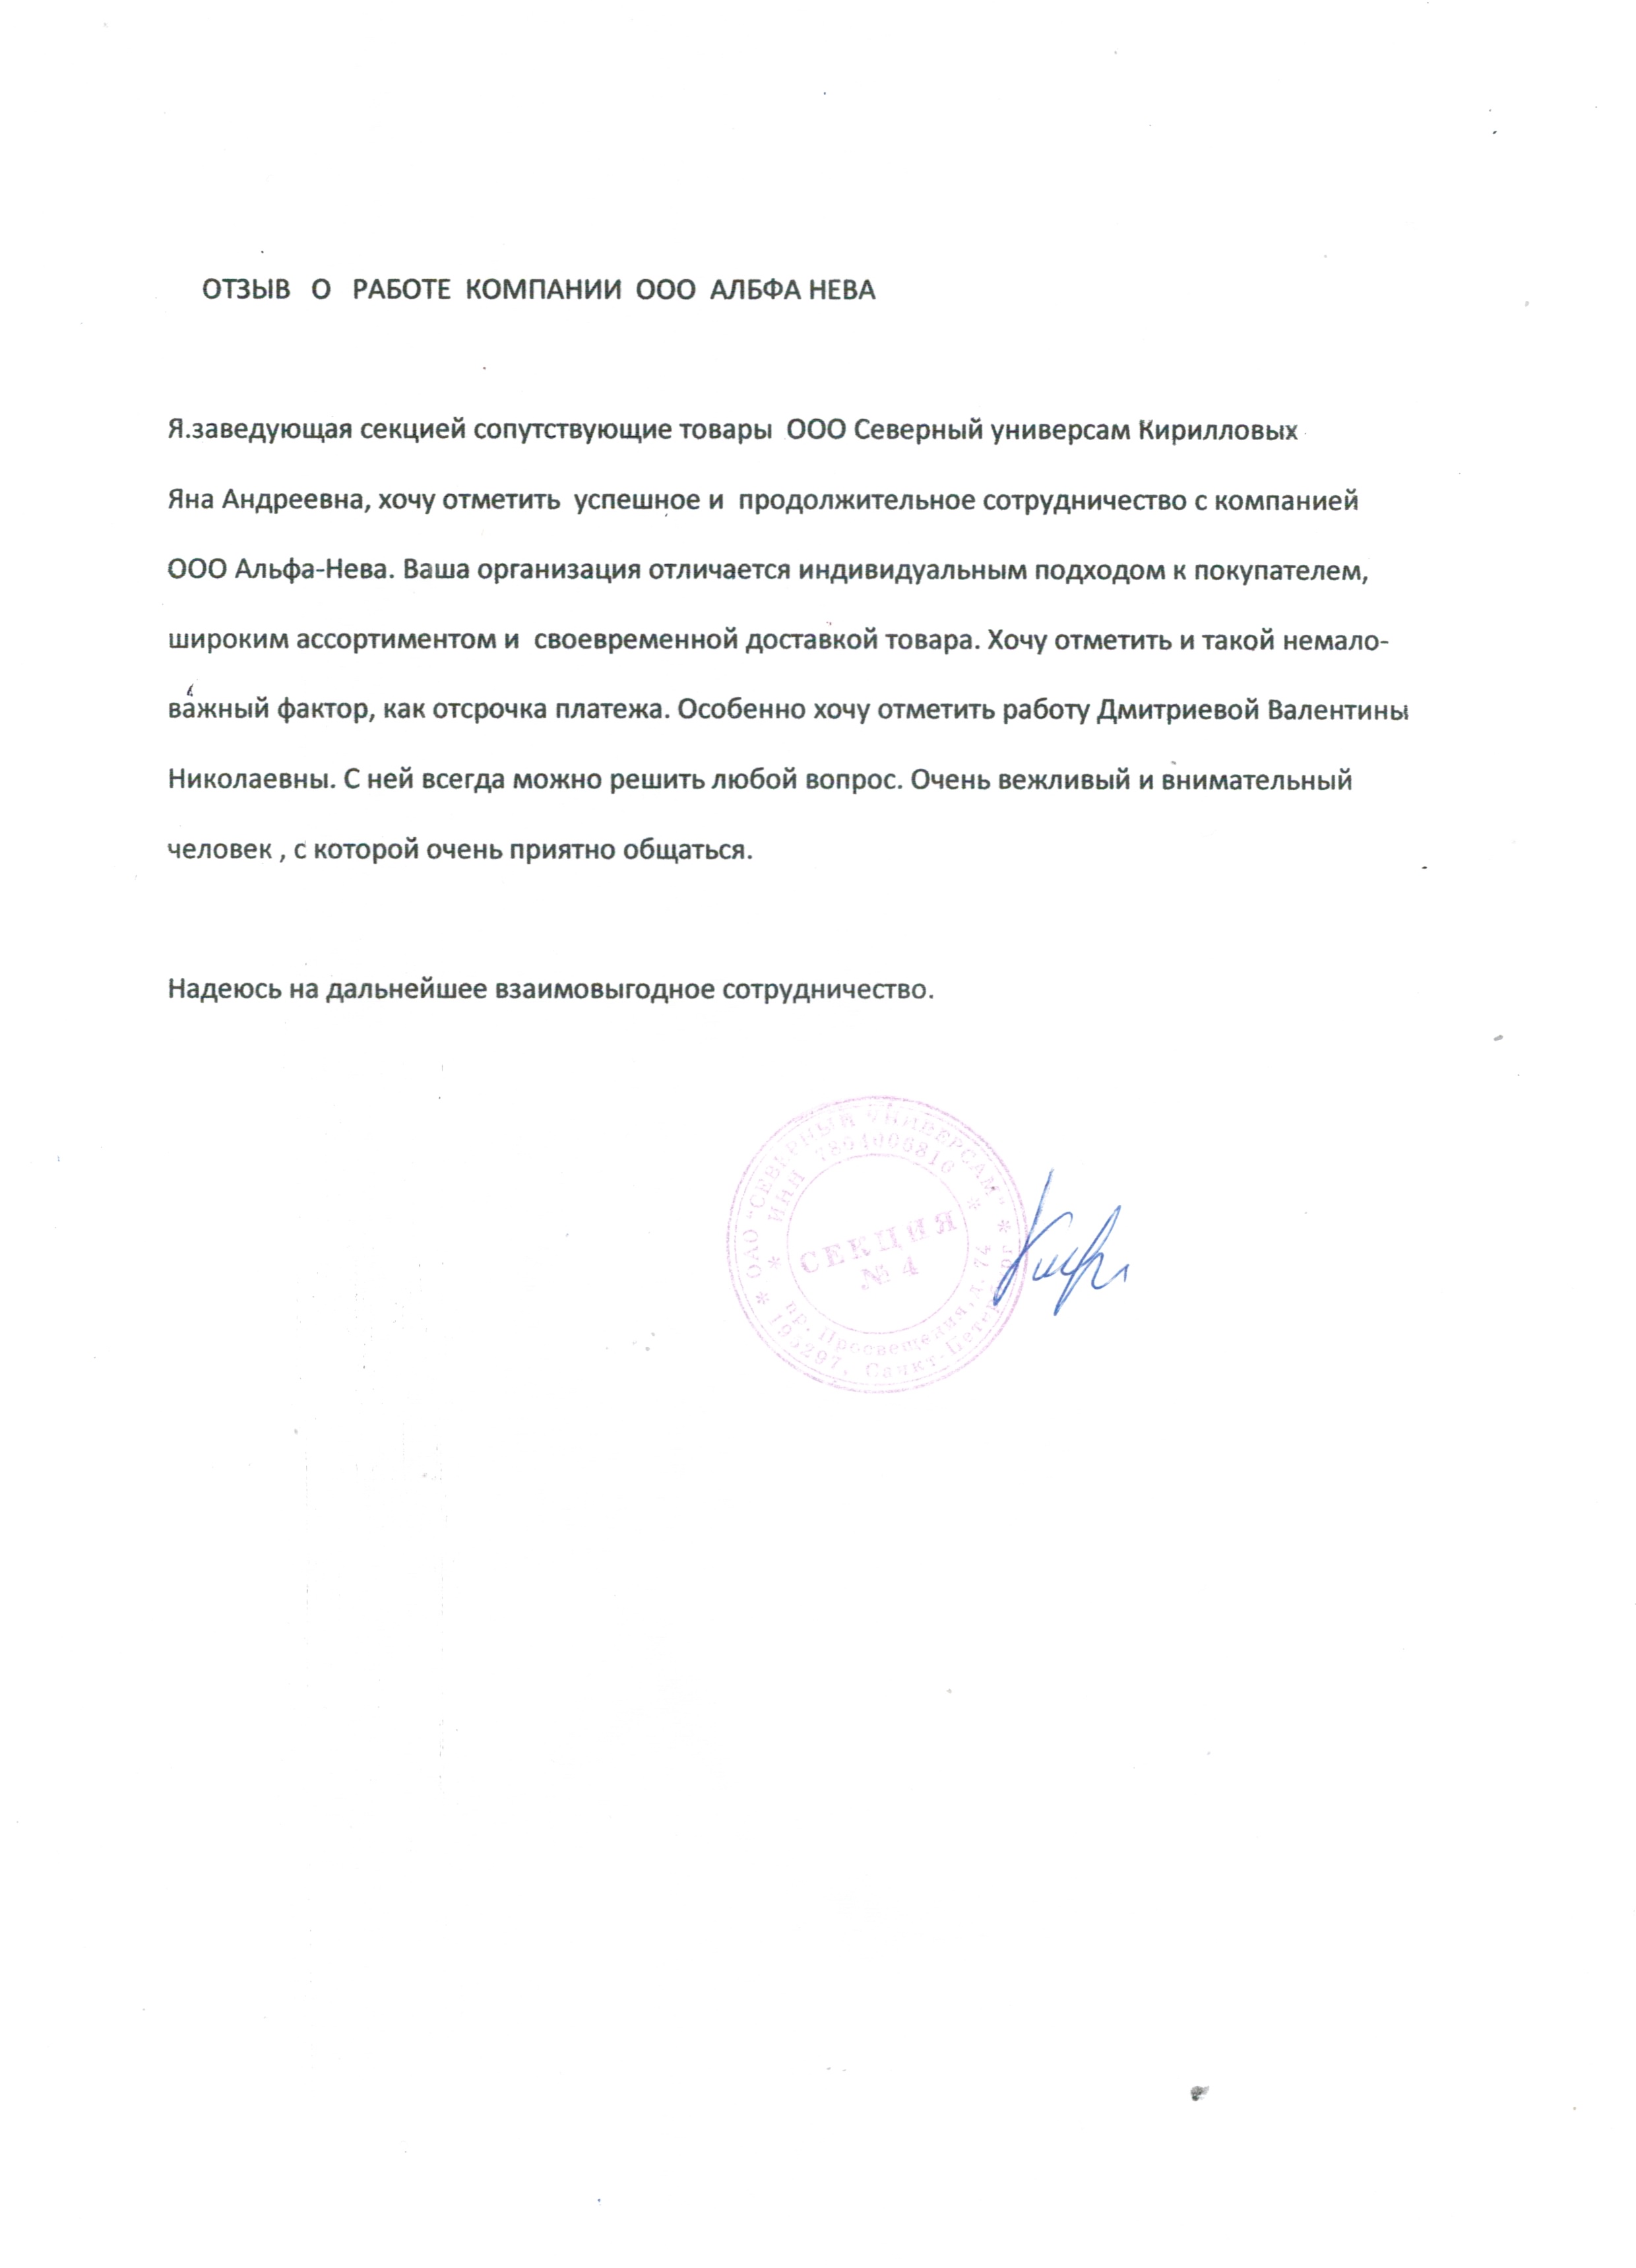 ОТЗЫВ О РАБОТЕ КОМПАНИИ ООО АЛБФА НЕВА
Я.заведующая секцией сопутствующие товары ООО Северный универсам Кирилловых
Яна Андреевна, хочу отметить успешное и продолжительное сотрудничество с компанией
ООО Альфа-Нева. Ваша организация отличается индивидуальным подходом к покупателем,
широким ассортиментом и своевременной доставкой товара. Хочу отметить и такой немало-
важный фактор, как отсрочка платежа. Особенно хочу отметить работу Дмитриевой Валентины
Николаевны. С ней всегда можно решить любой вопрос. Очень вежливый и внимательный
человек , с которой очень приятно общаться.
Надеюсь на дальнейшее взаимовыгодное сотрудничество.
* ОАО "СЕВЕРНЫЙ УНИВЕРСАМ" *
* ИНН *
СЕКЦИЯ
№ 4
пр. Просвещения, д. 74
195297, Санкт-Петербург